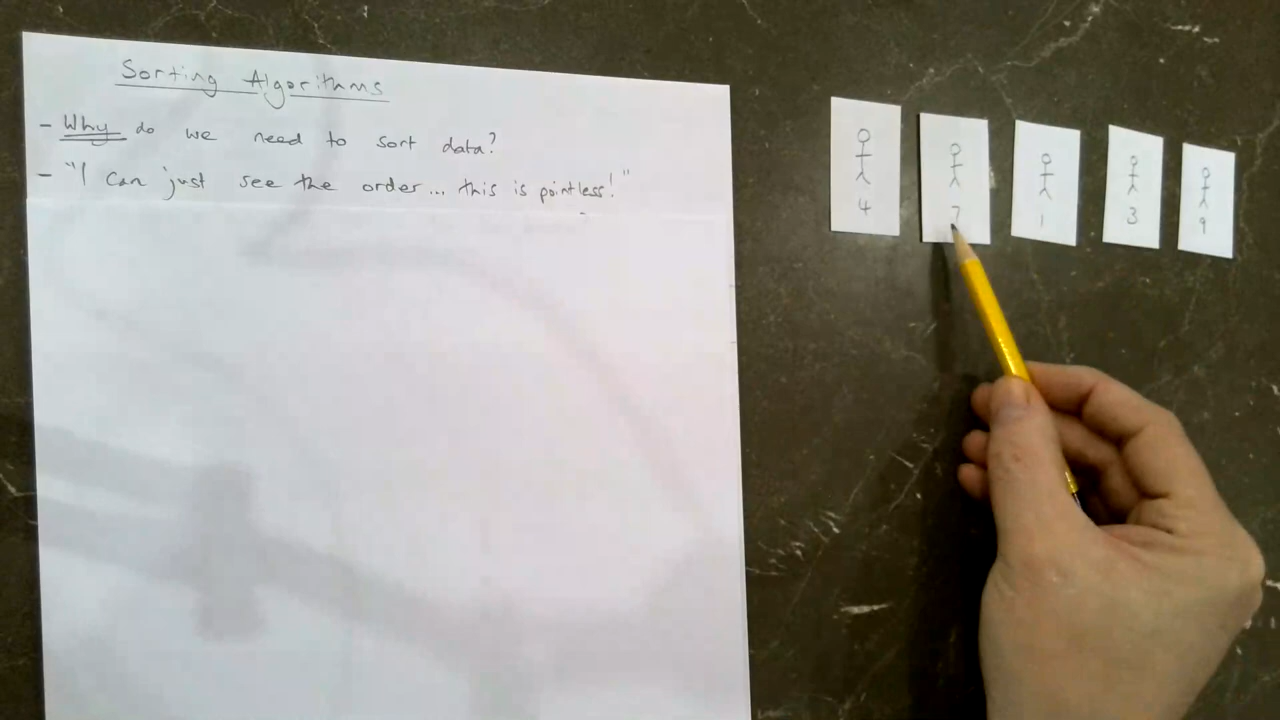 Sorting Algorithms
- Why do we need to sort data?
- "I can just see the order... this is pointless!"
4 7 1 3 9